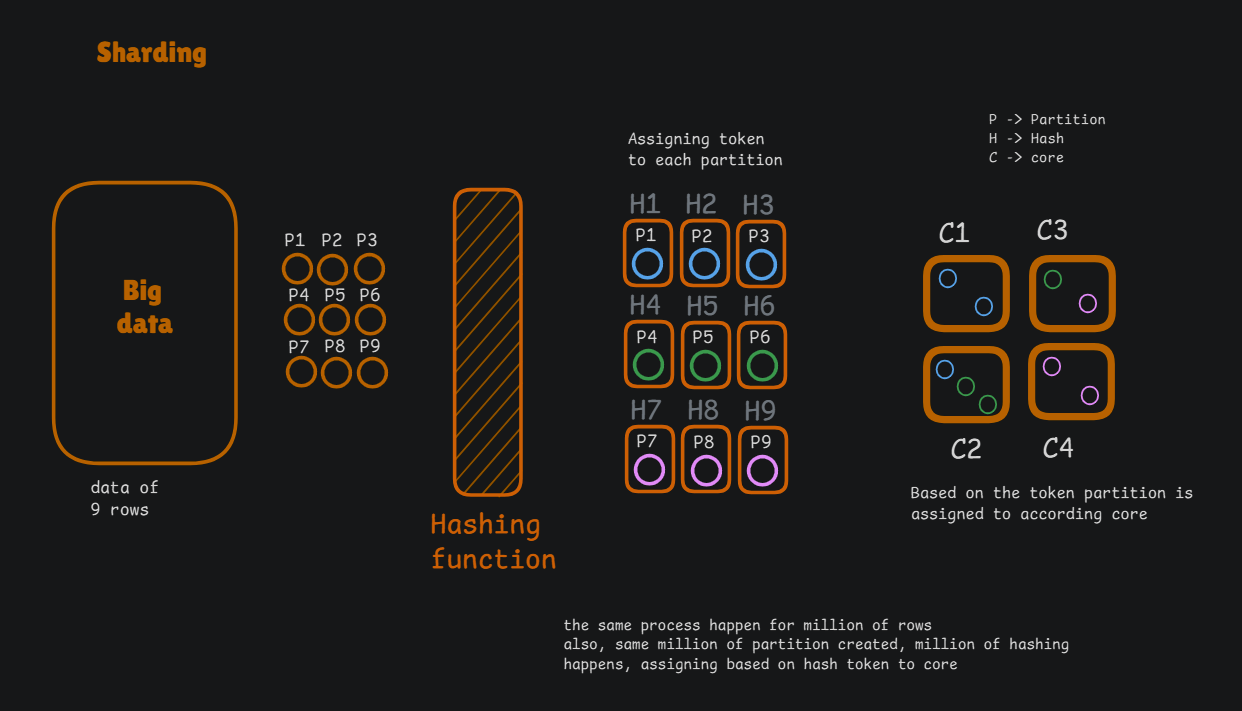 Sharding
P -> Partition
H -> Hash
C -> core
Assigning token
to each partition
Big
data
data of
9 rows
P1 P2 P3
P4 P5 P6
P7 P8 P9
Hashing
function
H1 H2 H3
P1 P2 P3
H4 H5 H6
P4 P5 P6
H7 H8 H9
P7 P8 P9
C1 C3
C2 C4
Based on the token partition is
assigned to according core
the same process happen for million of rows
also, same million of partition created, million of hashing
happens, assigning based on hash token to core